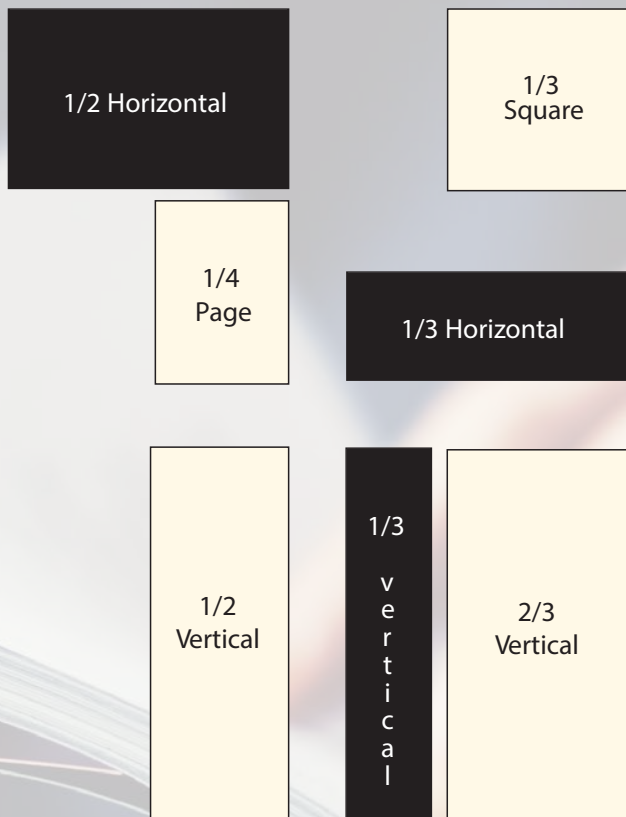 1/2 Horizontal
1/3
Square
1/4
Page
1/3 Horizontal
1/2
Vertical
1/3
v
e
r
t
i
c
a
l
2/3
Vertical